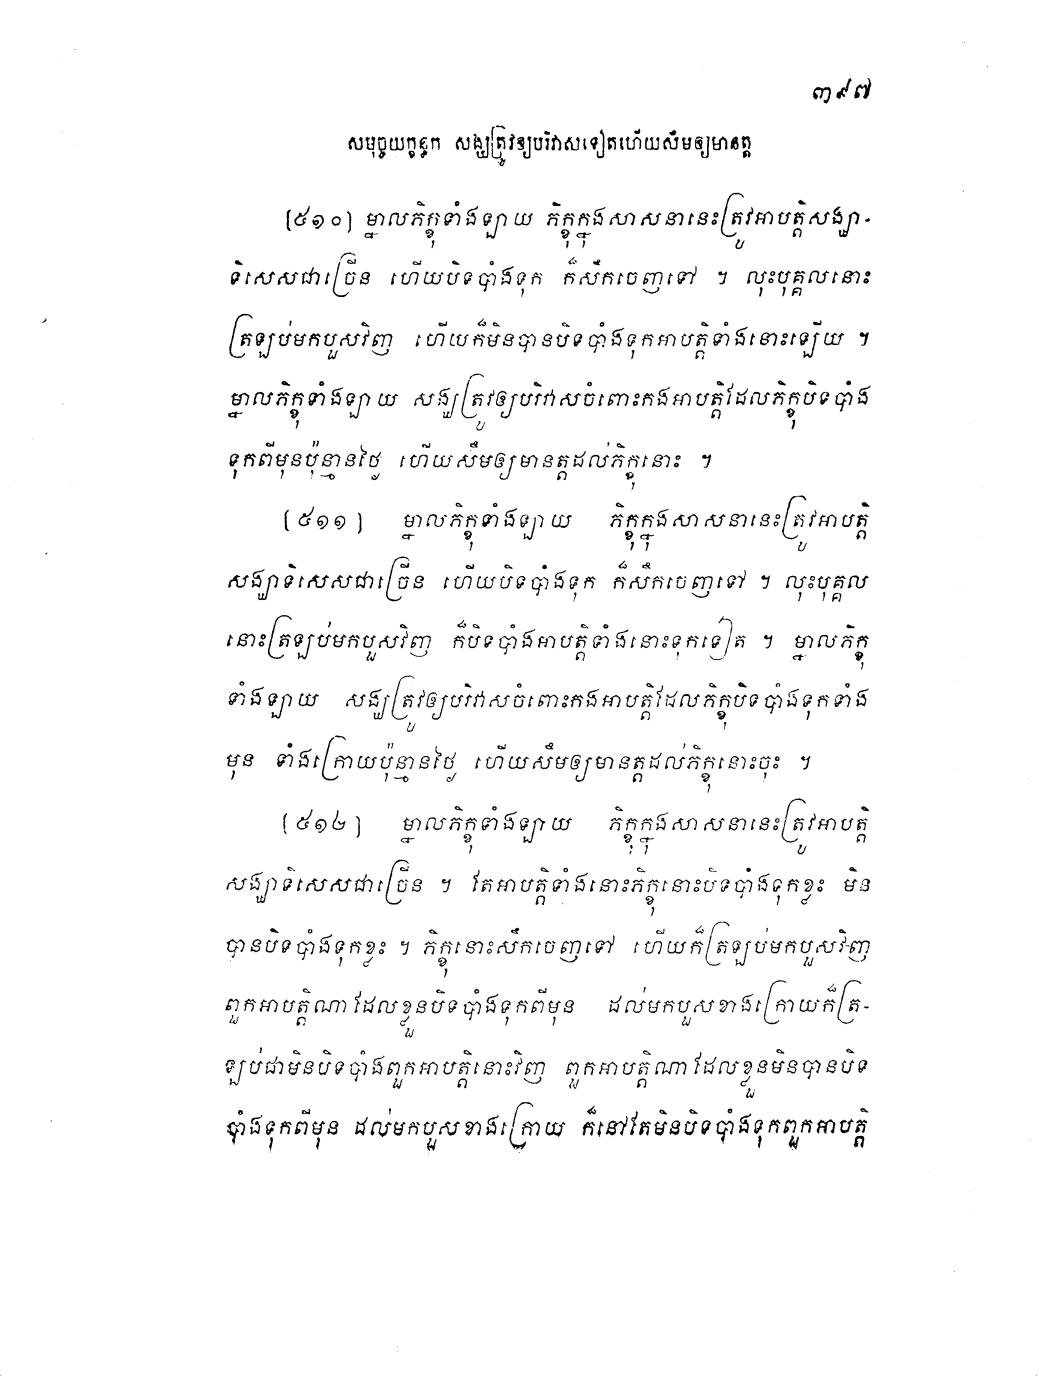 ៣៩៧
សមុច្ចយក្ខន្ធក សង្ឃត្រូវឲ្យបរិវាសទៀតហើយសឹមឲ្យមានត្ត
[៥១០] ម្នាលភិក្ខុទាំងឡាយ ភិក្ខុក្នុងសាសនានេះត្រូវអាបត្តិសង្ឃា-
ទិសេសជាច្រើន ហើយបិទបាំងទុក ក៏សឹកចេញទៅ ។ លុះបុគ្គលនោះ
ត្រឡប់មកបួសវិញ ហើយក៏មិនបានបិទបាំងទុកអាបត្តិទាំងនោះឡើយ ។
ម្នាលភិក្ខុទាំងឡាយ សង្ឃត្រូវឲ្យបរិវាសចំពោះកងអាបត្តិដែលភិក្ខុបិទបាំង
ទុកពីមុនប៉ុន្មានថ្ងៃ ហើយសឹមឲ្យមានត្តដល់ភិក្ខុនោះ ។
[៥១១] ម្នាលភិក្ខុទាំងឡាយ ភិក្ខុក្នុងសាសនានេះត្រូវអាបត្តិ
សង្ឃាទិសេសជាច្រើន ហើយបិទបាំងទុក ក៏សឹកចេញទៅ ។ លុះបុគ្គល
នោះត្រឡប់មកបួសវិញ ក៏បិទបាំងអាបត្តិទាំងនោះទុកទៀត ។ ម្នាលភិក្ខុ
ទាំងឡាយ សង្ឃត្រូវឲ្យបរិវាសចំពោះកងអាបត្តិដែលភិក្ខុបិទបាំងទុកទាំង
មុន ទាំងក្រោយប៉ុន្មានថ្ងៃ ហើយសឹមឲ្យមានត្តដល់ភិក្ខុនោះចុះ ។
[៥១២] ម្នាលភិក្ខុទាំងឡាយ ភិក្ខុក្នុងសាសនានេះត្រូវអាបត្តិ
សង្ឃាទិសេសជាច្រើន ។ តែអាបត្តិទាំងនោះភិក្ខុនោះបិទបាំងទុកខ្លះ មិន
បានបិទបាំងទុកខ្លះ ។ ភិក្ខុនោះសឹកចេញទៅ ហើយក៏ត្រឡប់មកបួសវិញ
ពួកអាបត្តិណាដែលខ្លួនបិទបាំងទុកពីមុន ដល់មកបួសខាងក្រោយក៏ត្រ-
ឡប់ជាមិនបិទបាំងពួកអាបត្តិនោះវិញ ពួកអាបត្តិណាដែលខ្លួនមិនបានបិទ
បាំងទុកពីមុន ដល់មកបួសខាងក្រោយ ក៏នៅតែមិនបិទបាំងទុកពួកអាបត្តិ